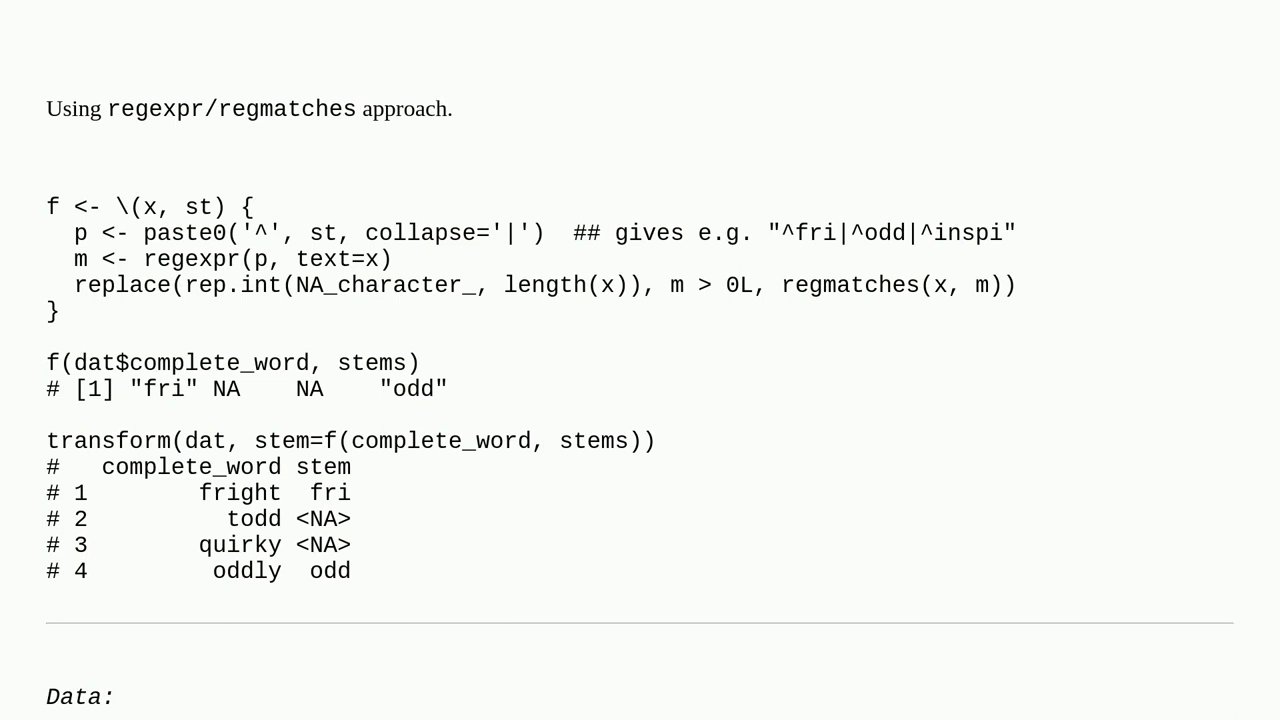 Using regexpr/regmatches approach.
f <- \(x, st) {
  p <- paste0('^', st, collapse='|')  ## gives e.g. "^fri|^odd|^inspi"
  m <- regexpr(p, text=x)
  replace(rep.int(NA_character_, length(x)), m > 0L, regmatches(x, m))
}
f(dat$complete_word, stems)
# [1] "fri" NA    NA    "odd"
transform(dat, stem=f(complete_word, stems))
#   complete_word stem
# 1        fright  fri
# 2          todd <NA>
# 3        quirky <NA>
# 4         oddly  odd
Data: